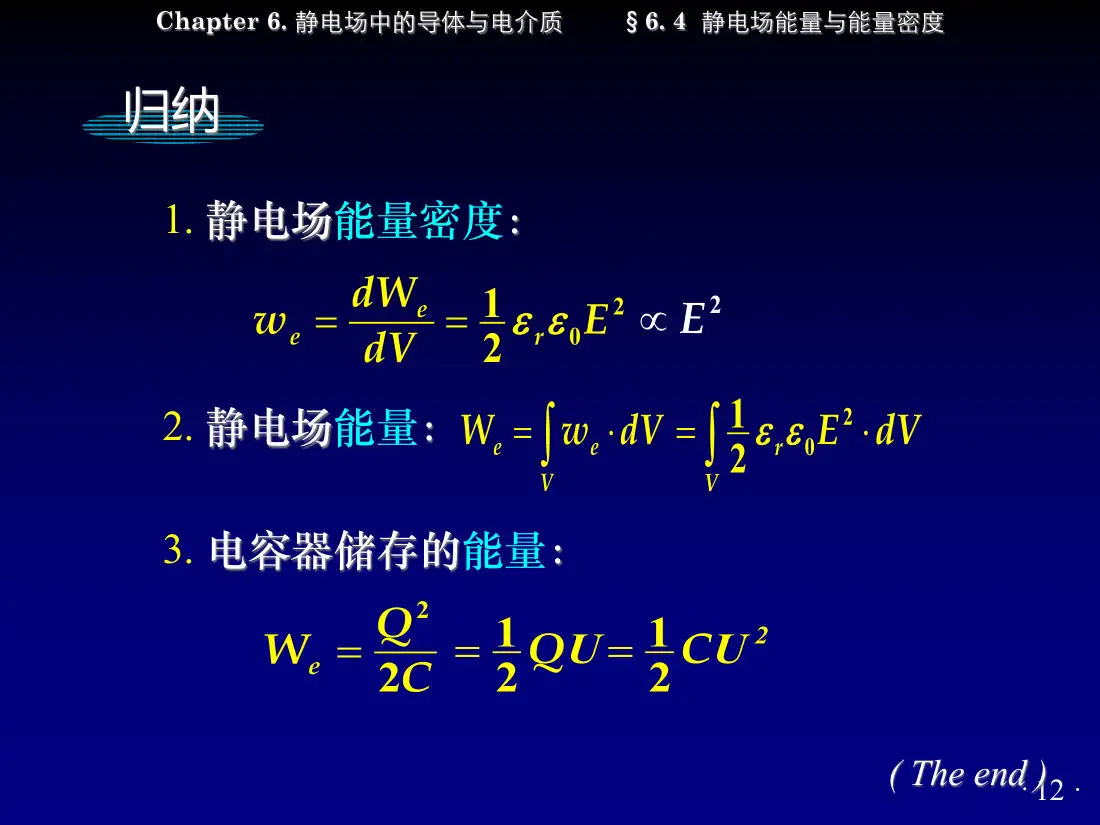 Chapter 6. 静电场中的导体与电介质 §6. 4 静电场能量与能量密度
归纳
1. 静电场能量密度：
w_e = dW_e/dV = 1/2 ε_r ε_0 E^2 ∝ E^2
2. 静电场能量： W_e = ∫_V w_e · dV = ∫_V 1/2 ε_r ε_0 E^2 · dV
3. 电容器储存的能量：
W_e = Q^2/2C = 1/2 QU = 1/2 CU^2
( The end )
· 12 ·